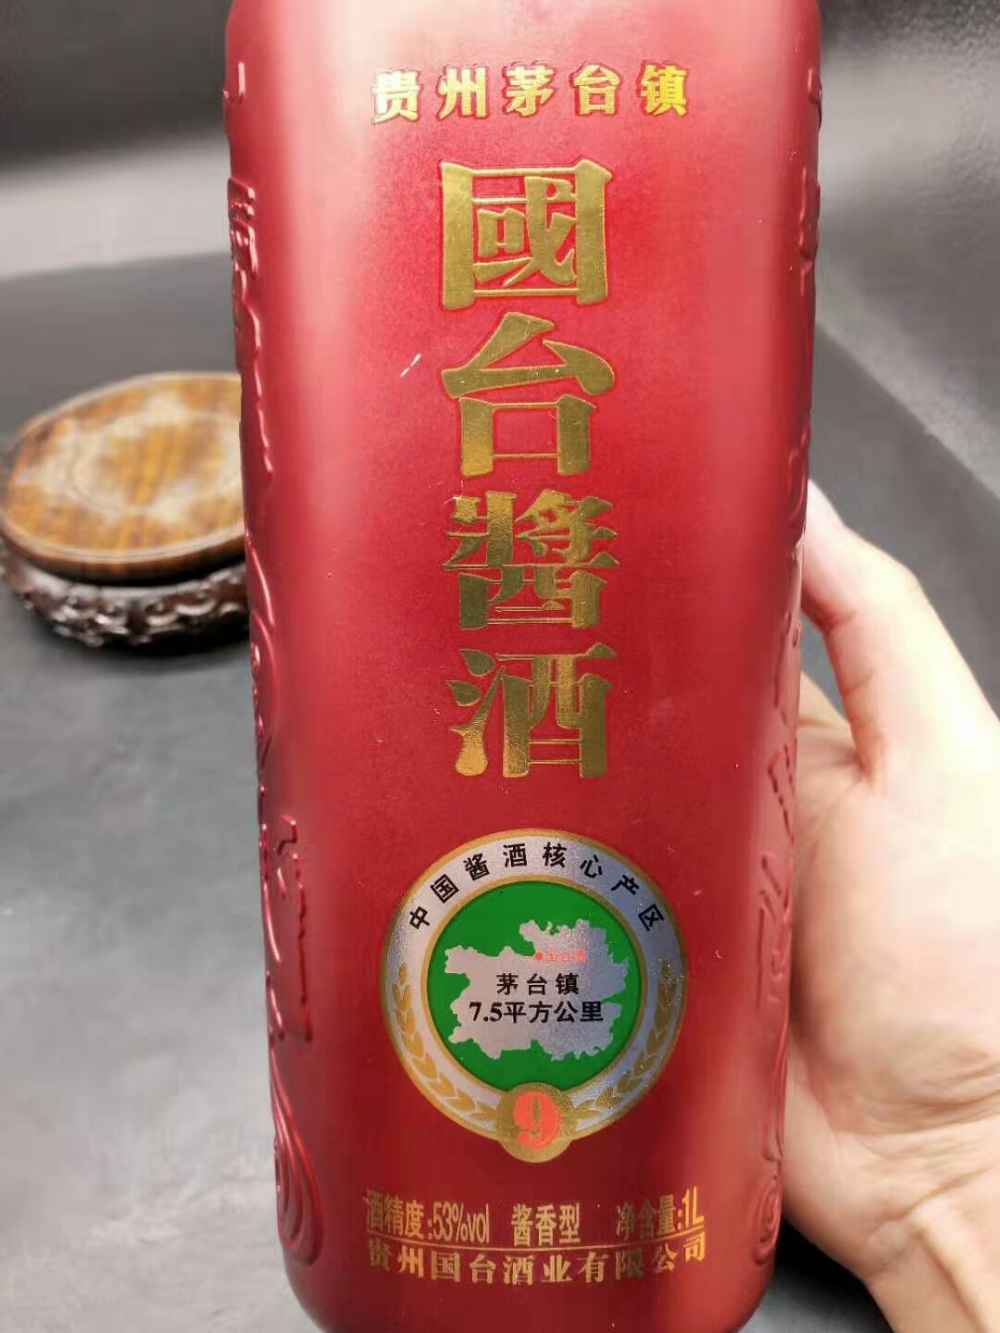 贵州茅台镇
國台醬酒
中国酱酒核心产区
茅台镇
7.5平方公里
9
酒精度:53%vol 酱香型 净含量:1L
贵州国台酒业有限公司